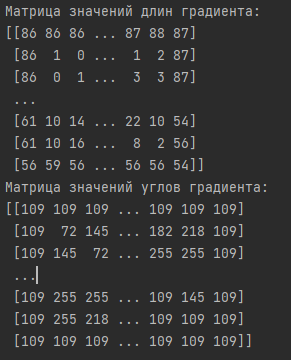 Матрица значений длин градиента:
[[86 86 86 ... 87 88 87]
 [86  1  0 ...  1  2 87]
 [86  0  1 ...  3  3 87]
 ...
 [61 10 14 ... 22 10 54]
 [61 10 16 ...  8  2 56]
 [56 59 56 ... 56 56 54]]
Матрица значений углов градиента:
[[109 109 109 ... 109 109 109]
 [109  72 145 ... 182 218 109]
 [109 145  72 ... 255 255 109]
 ...
 [109 255 255 ... 109 145 109]
 [109 255 218 ... 109 109 109]
 [109 109 109 ... 109 109 109]]